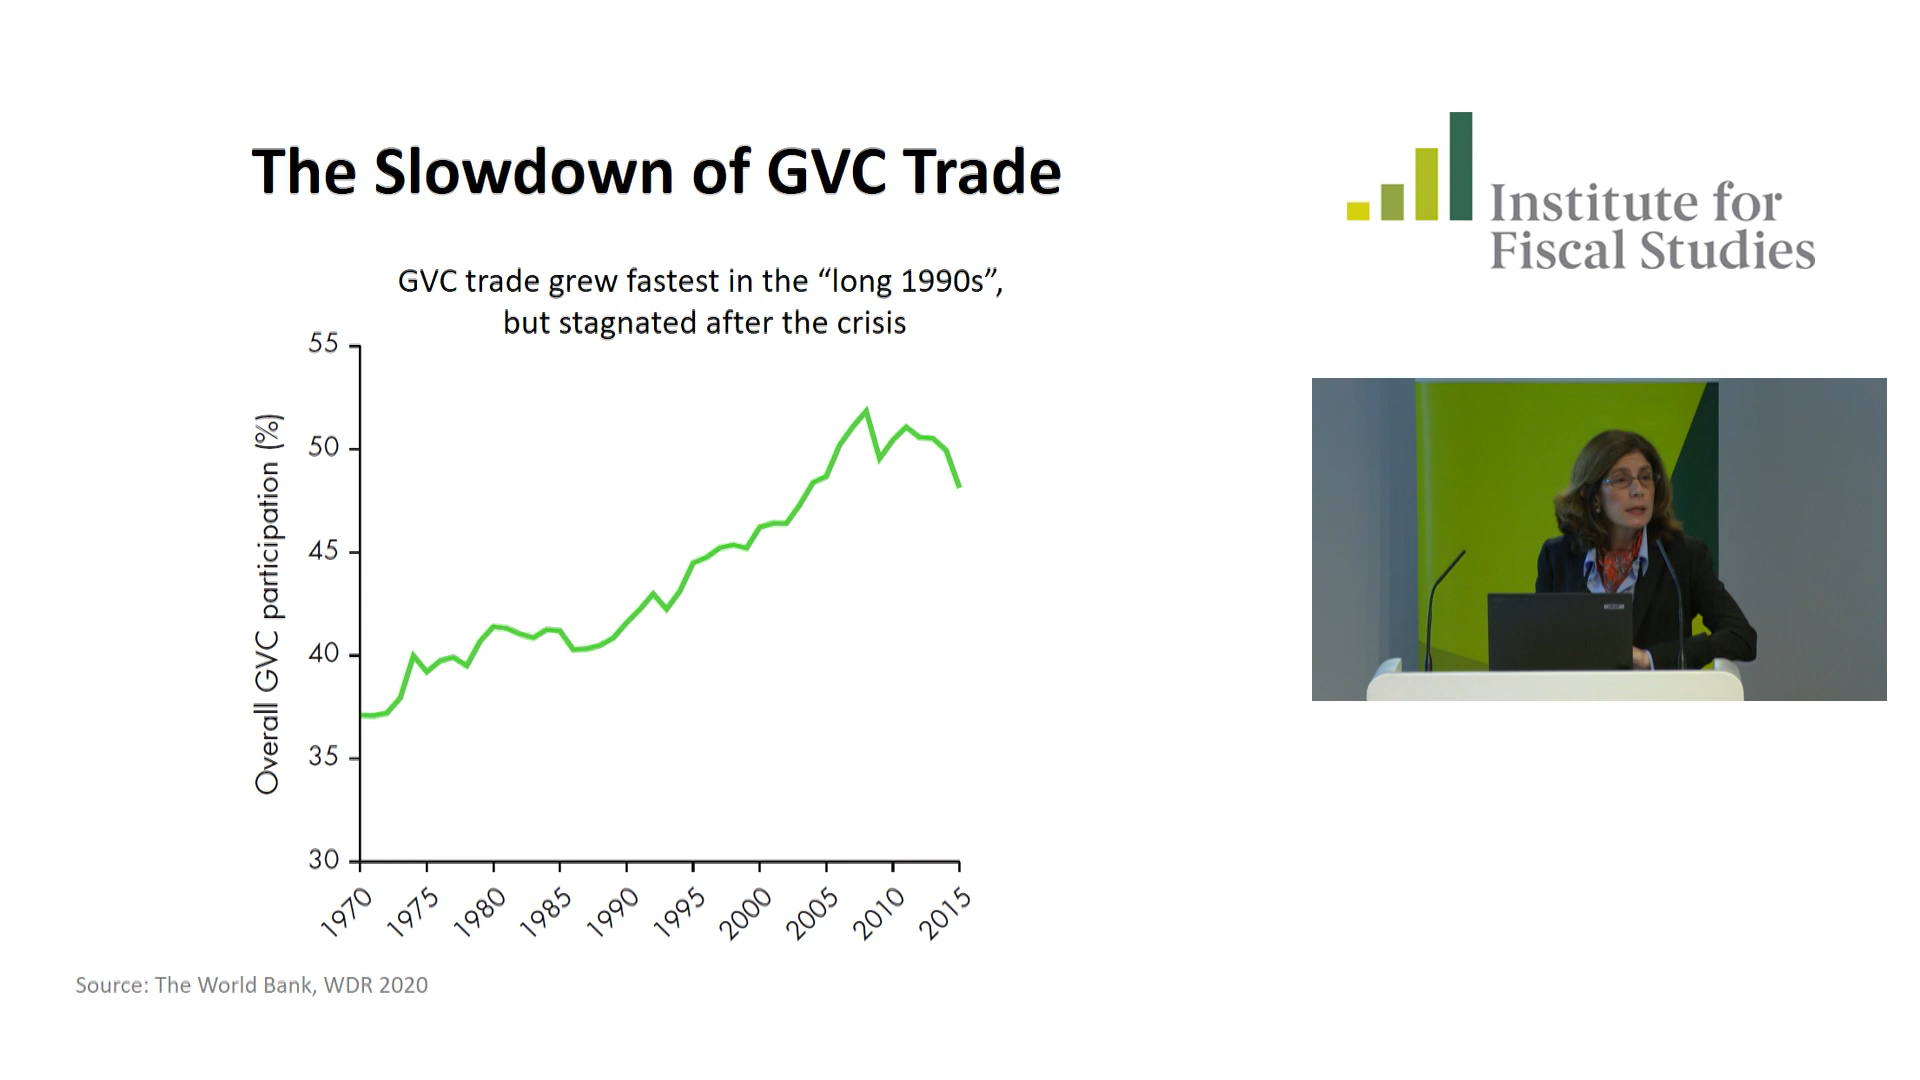 The Slowdown of GVC Trade
GVC trade grew fastest in the “long 1990s”,
but stagnated after the crisis
Overall GVC participation (%)
55
50
45
40
35
30
1970
1975
1980
1985
1990
1995
2000
2005
2010
2015
Source: The World Bank, WDR 2020
Institute for
Fiscal Studies